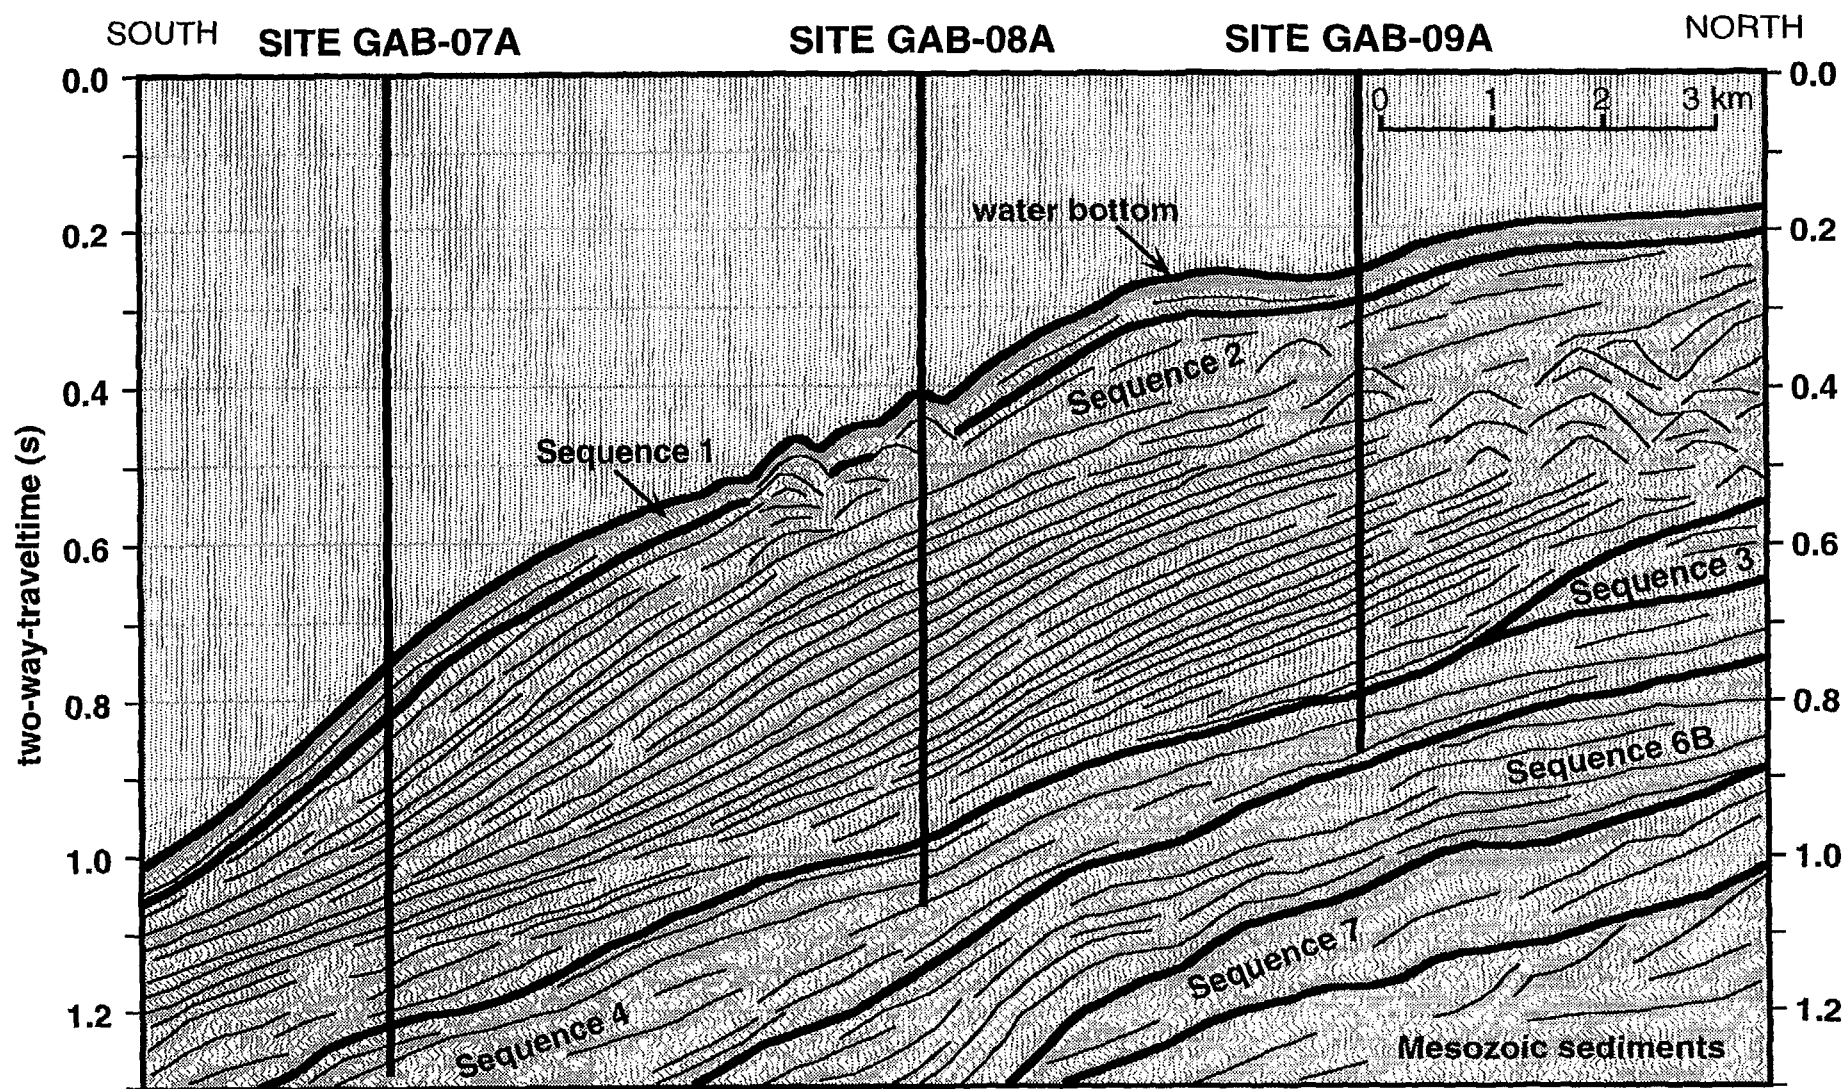 SOUTH
SITE GAB-07A
SITE GAB-08A
SITE GAB-09A
NORTH
0.0
0.0
0
1
2
3 km
water bottom
0.2
0.2
Sequence 2
0.4
0.4
Sequence 1
two-way-traveltime (s)
0.6
0.6
Sequence 3
0.8
0.8
Sequence 6B
1.0
1.0
Sequence 7
1.2
1.2
Sequence 4
Mesozoic sediments